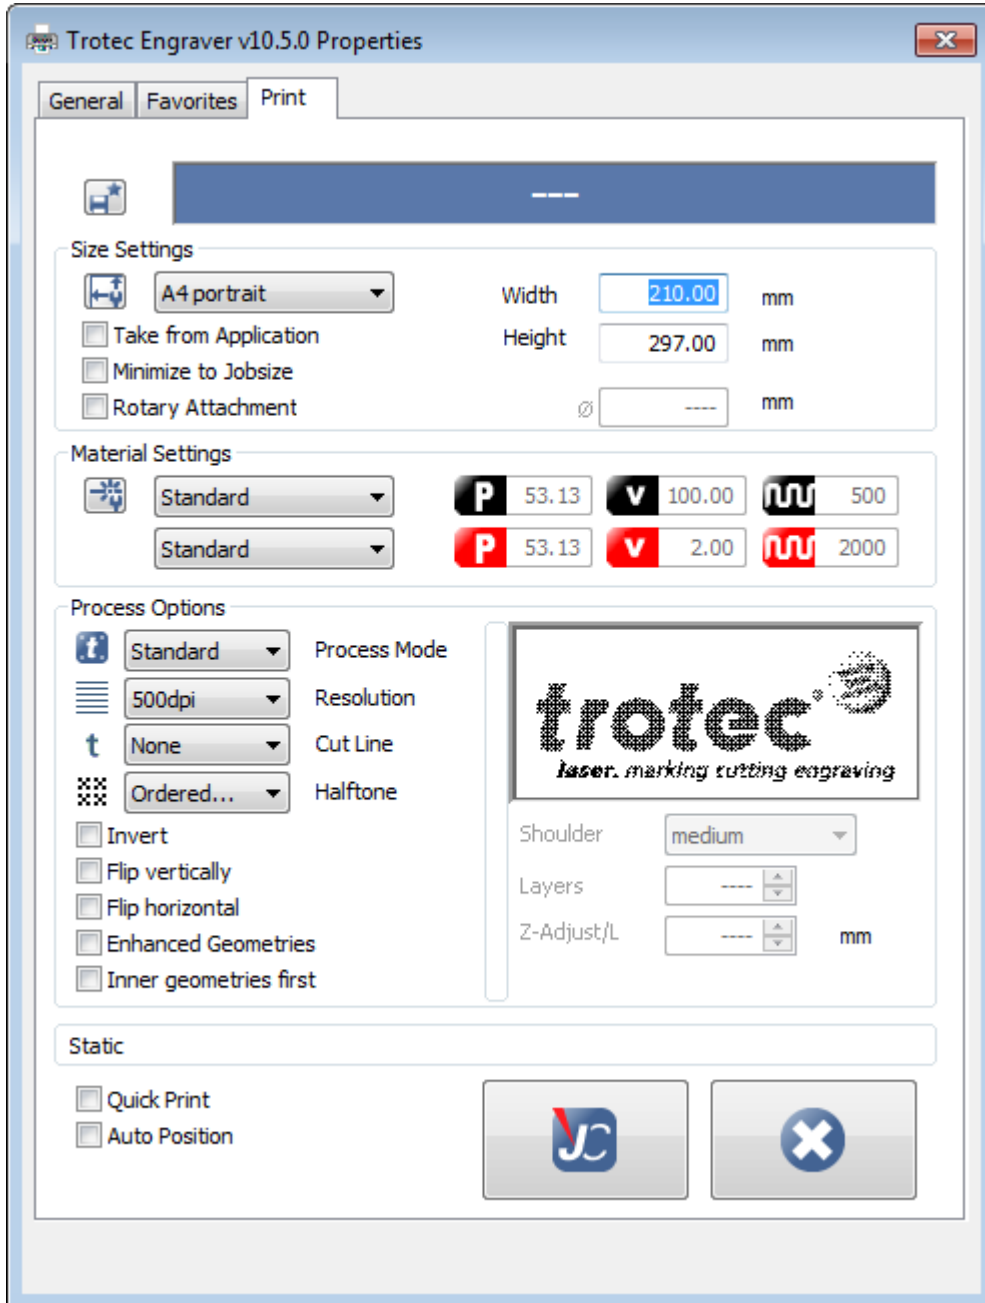 Trotec Engraver v10.5.0 Properties
General Favorites Print
---
Size Settings
A4 portrait Width 210.00 mm
Take from Application Height 297.00 mm
Minimize to Jobsize
Rotary Attachment Ø ---- mm
Material Settings
Standard P 53.13 v 100.00 500
Standard P 53.13 v 2.00 2000
Process Options
t Standard Process Mode
500dpi Resolution
t None Cut Line
Ordered... Halftone
trotec
laser. marking cutting engraving
Invert
Flip vertically
Flip horizontal
Enhanced Geometries
Inner geometries first
Shoulder medium
Layers ----
Z-Adjust/L ---- mm
Static
Quick Print
Auto Position
JC